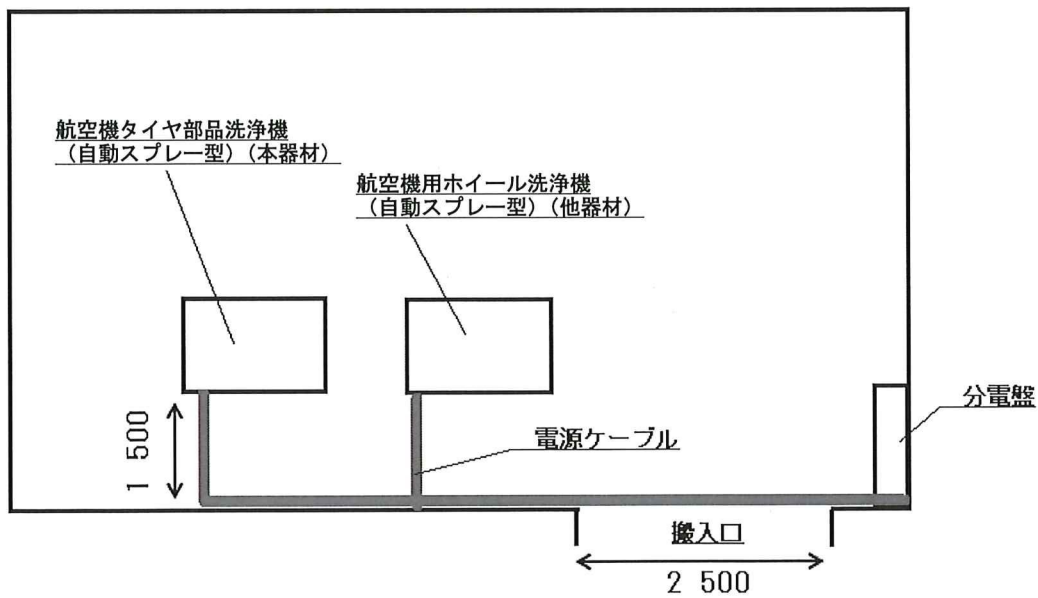 航空機タイヤ部品洗浄機
（自動スプレー型）（本器材）
航空機用ホイール洗浄機
（自動スプレー型）（他器材）
分電盤
電源ケーブル
1 500
搬入口
2 500